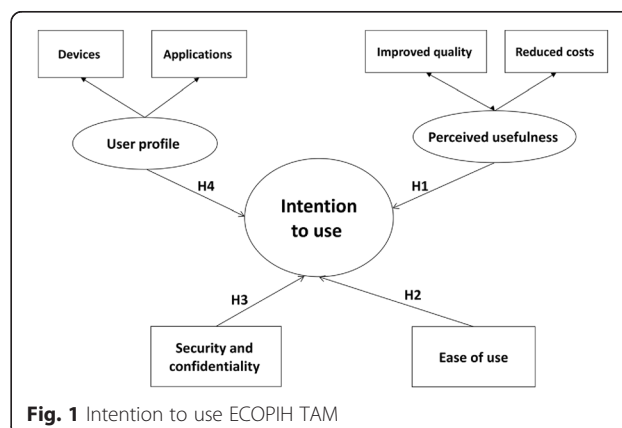 Devices
Applications
Improved quality
Reduced costs
User profile
Perceived usefulness
H4
H1
Intention
to use
H3
H2
Security and
confidentiality
Ease of use
Fig. 1 Intention to use ECOPIH TAM